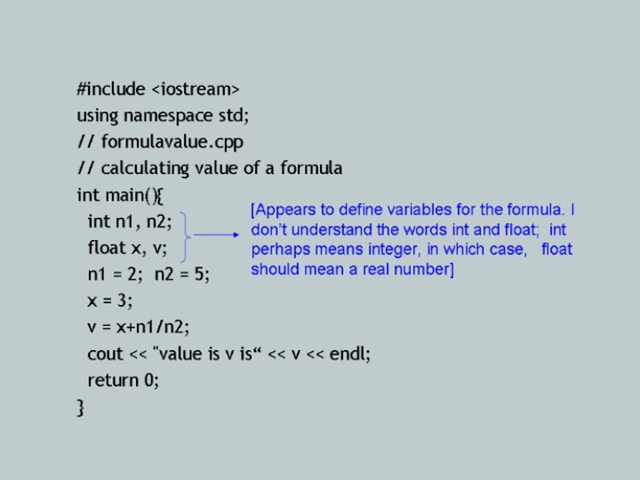 #include <iostream>
using namespace std;
// formulavalue.cpp
// calculating value of a formula
int main(){
int n1, n2;
float x, v;
n1 = 2; n2 = 5;
x = 3;
v = x+n1/n2;
cout << "value is v is“ << v << endl;
return 0;
}
[Appears to define variables for the formula. I
don’t understand the words int and float; int
perhaps means integer, in which case, float
should mean a real number]